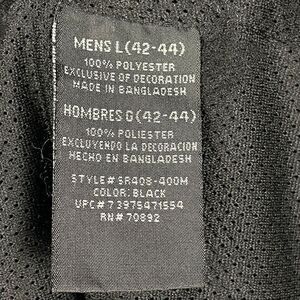 MENS L(42-44)
100% POLYESTER
EXCLUSIVE OF DECORATION
MADE IN BANGLADESH
HOMBRES G(42-44)
100% POLIESTER
EXCLUYENDO LA DECORACION
HECHO EN BANGLADESH
STYLE# SR408-400M
COLOR: BLACK
UPC# 73975471554
RN# 70892